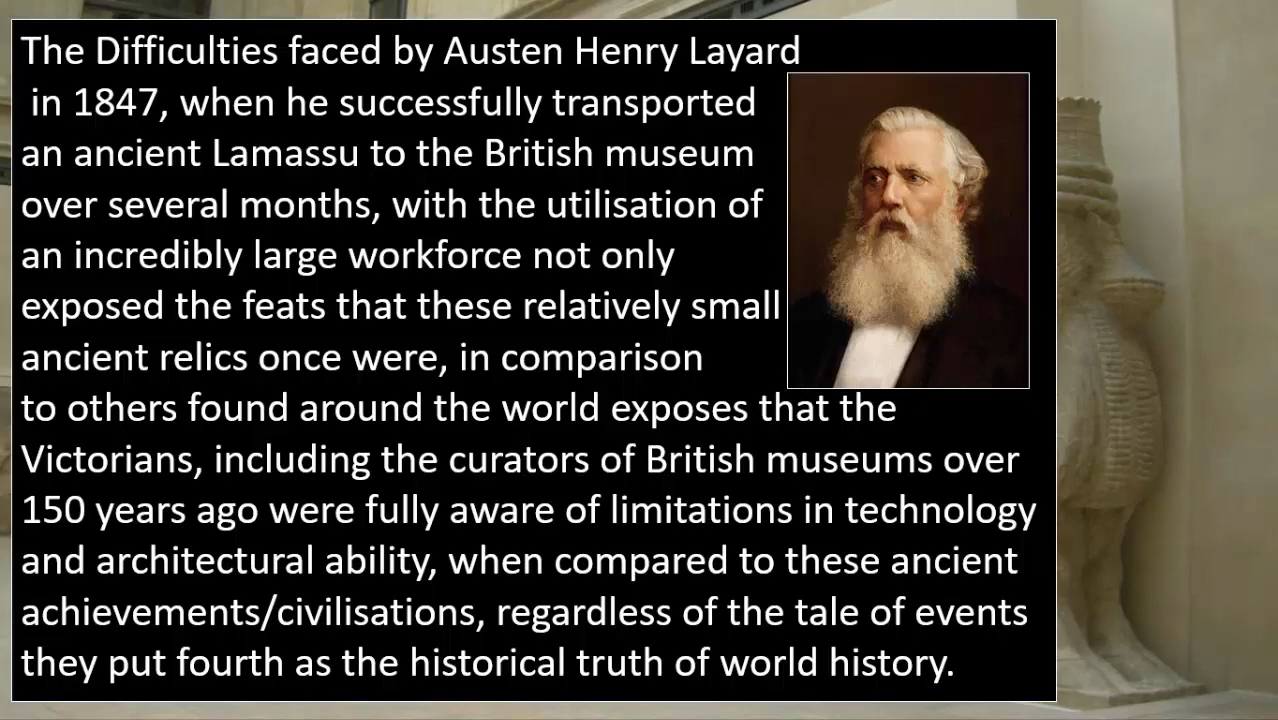 The Difficulties faced by Austen Henry Layard
in 1847, when he successfully transported
an ancient Lamassu to the British museum
over several months, with the utilisation of
an incredibly large workforce not only
exposed the feats that these relatively small
ancient relics once were, in comparison
to others found around the world exposes that the
Victorians, including the curators of British museums over
150 years ago were fully aware of limitations in technology
and architectural ability, when compared to these ancient
achievements/civilisations, regardless of the tale of events
they put fourth as the historical truth of world history.